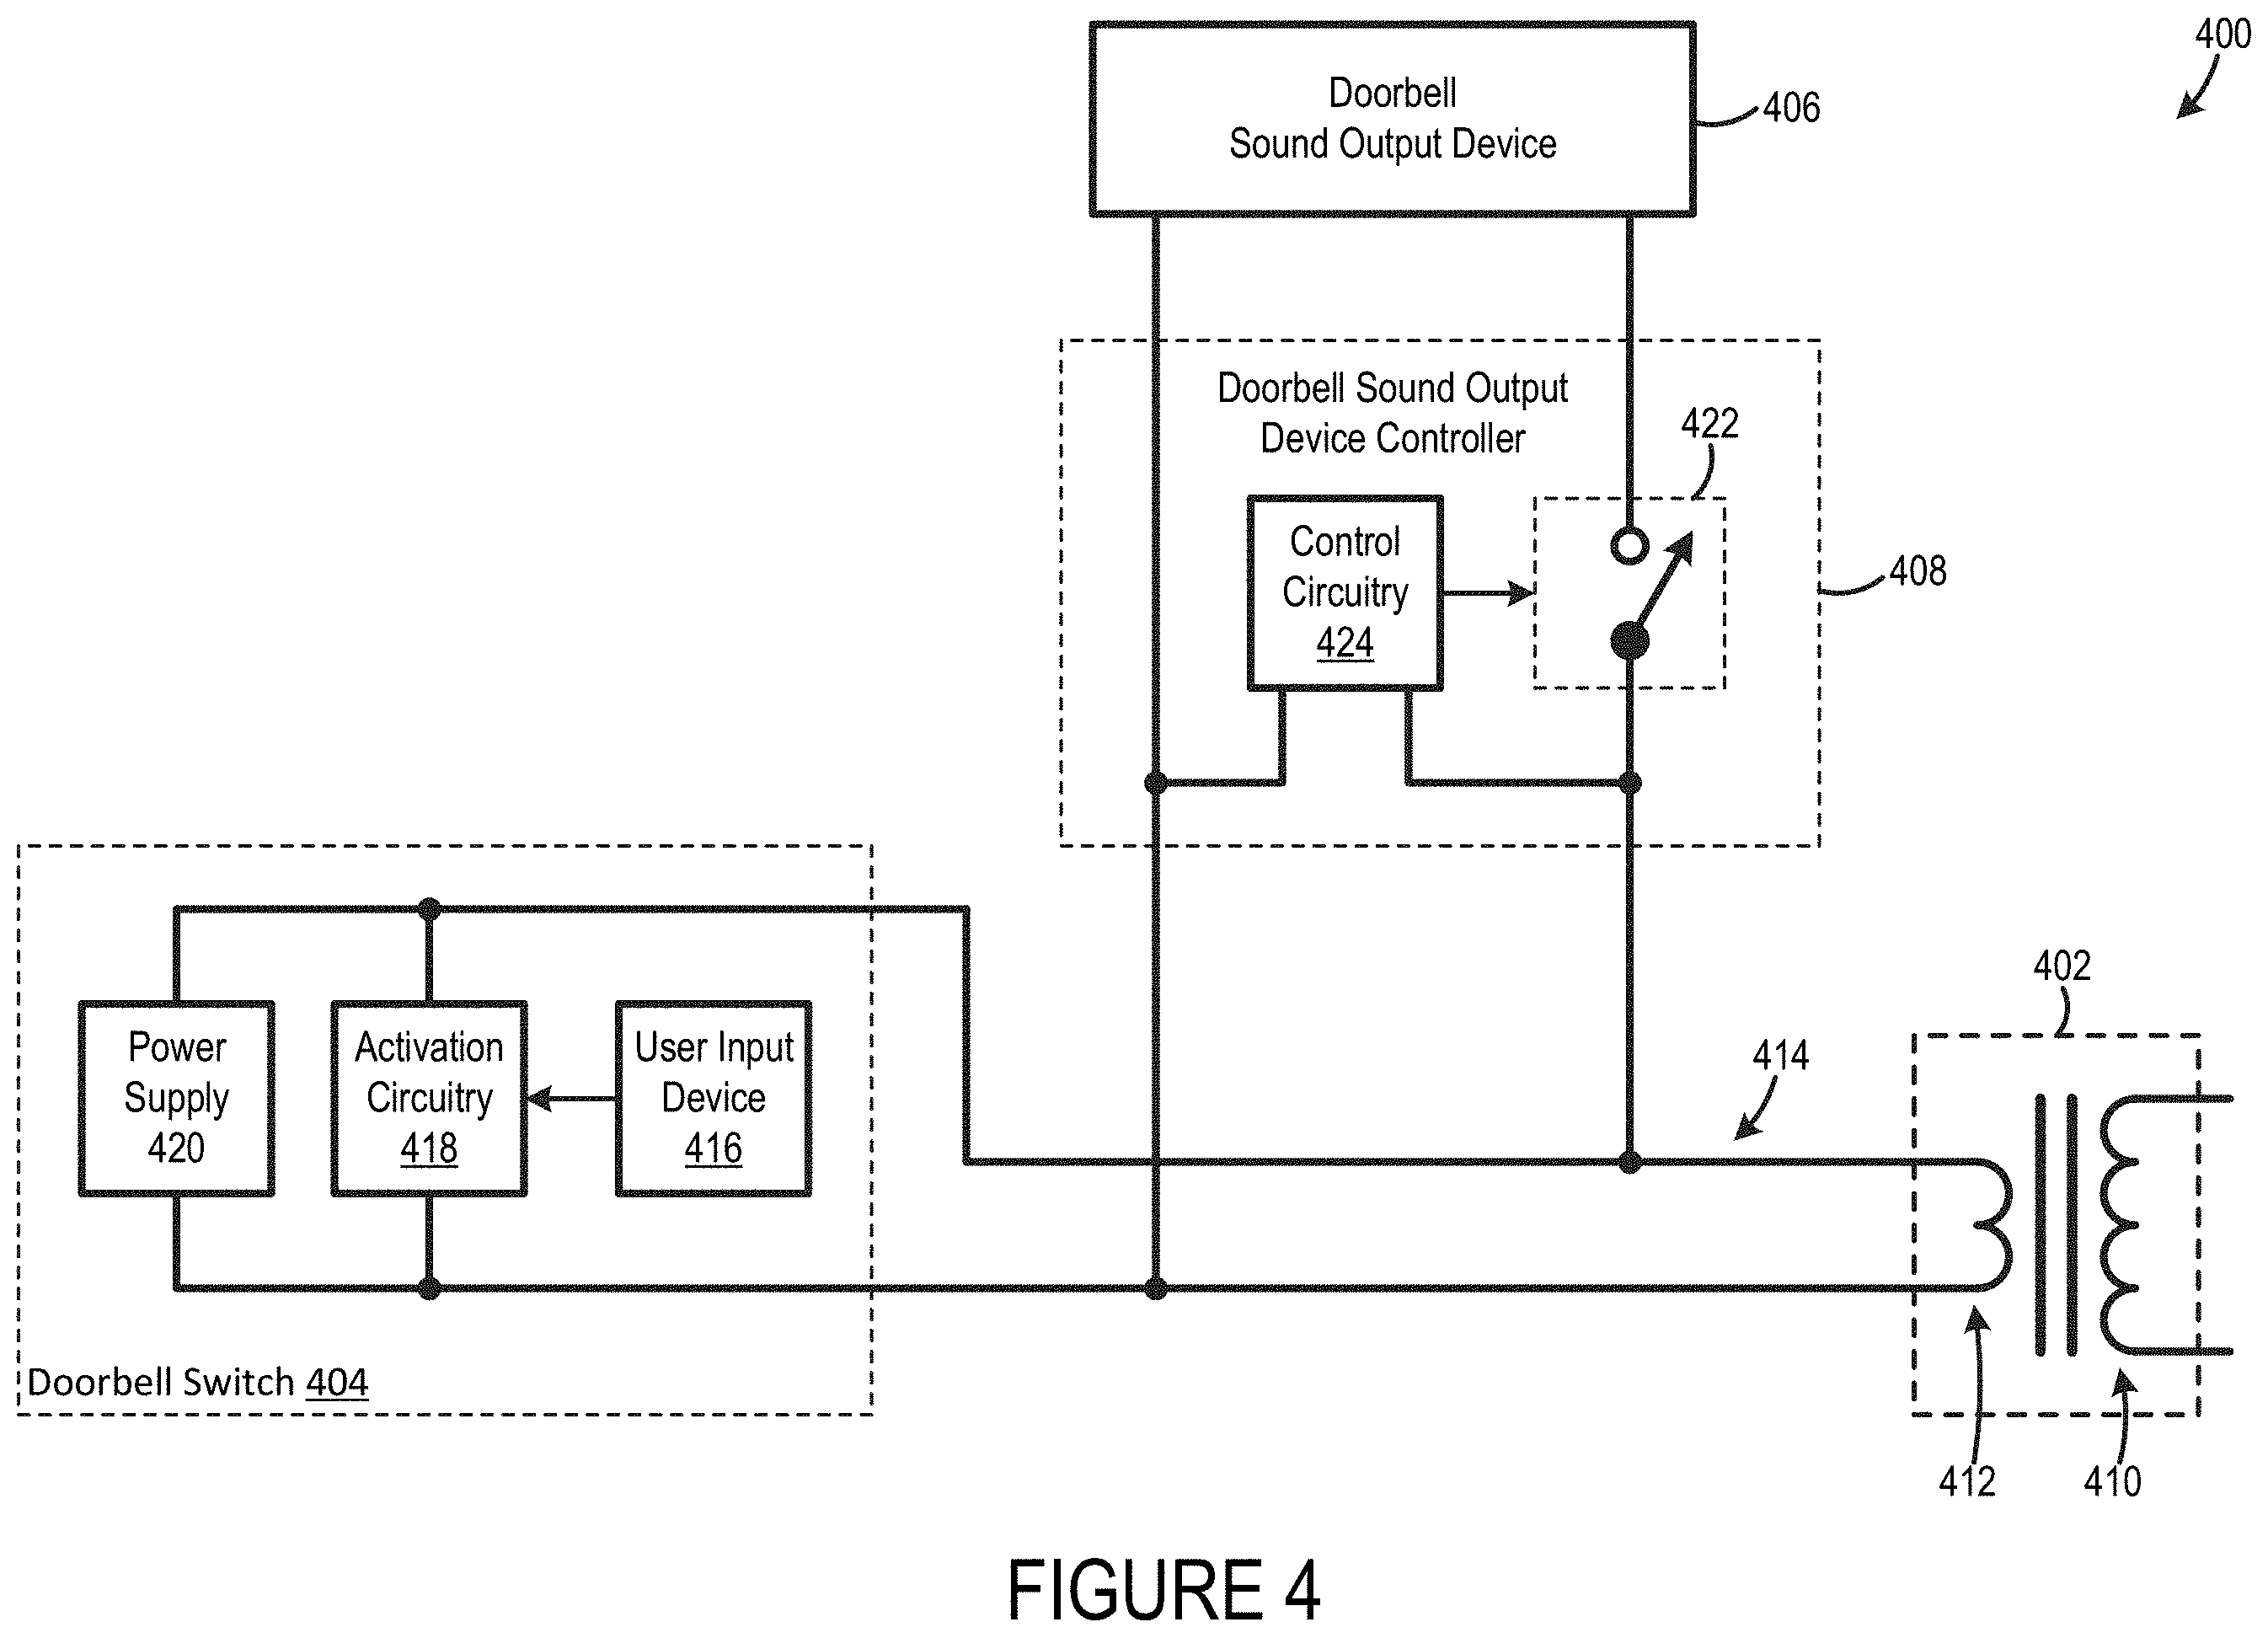 400
Doorbell
Sound Output Device
406
Doorbell Sound Output
Device Controller
422
Control
Circuitry
424
408
402
414
Power
Supply
420
Activation
Circuitry
418
User Input
Device
416
Doorbell Switch 404
412
410
FIGURE 4